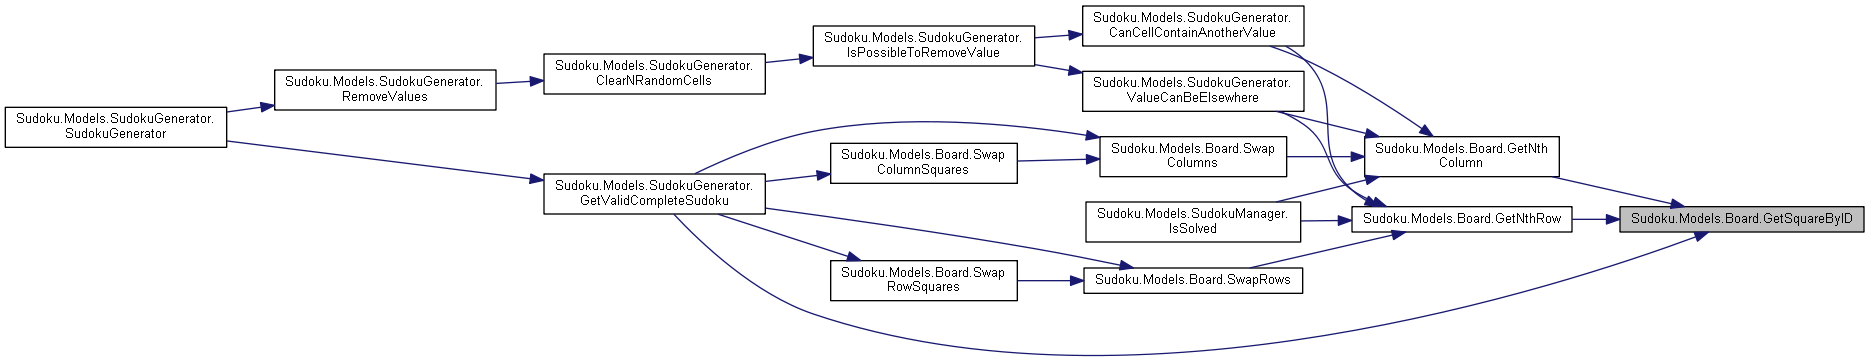 Sudoku.Models.SudokuGenerator.
SudokuGenerator
Sudoku.Models.SudokuGenerator.
RemoveValues
Sudoku.Models.SudokuGenerator.
ClearNRandomCells
Sudoku.Models.SudokuGenerator.
IsPossibleToRemoveValue
Sudoku.Models.SudokuGenerator.
CanCellContainAnotherValue
Sudoku.Models.SudokuGenerator.
ValueCanBeElsewhere
Sudoku.Models.SudokuGenerator.
GetValidCompleteSudoku
Sudoku.Models.Board.Swap
ColumnSquares
Sudoku.Models.Board.Swap
Columns
Sudoku.Models.Board.GetNth
Column
Sudoku.Models.SudokuManager.
IsSolved
Sudoku.Models.Board.GetNthRow
Sudoku.Models.Board.GetSquareByID
Sudoku.Models.Board.Swap
RowSquares
Sudoku.Models.Board.SwapRows